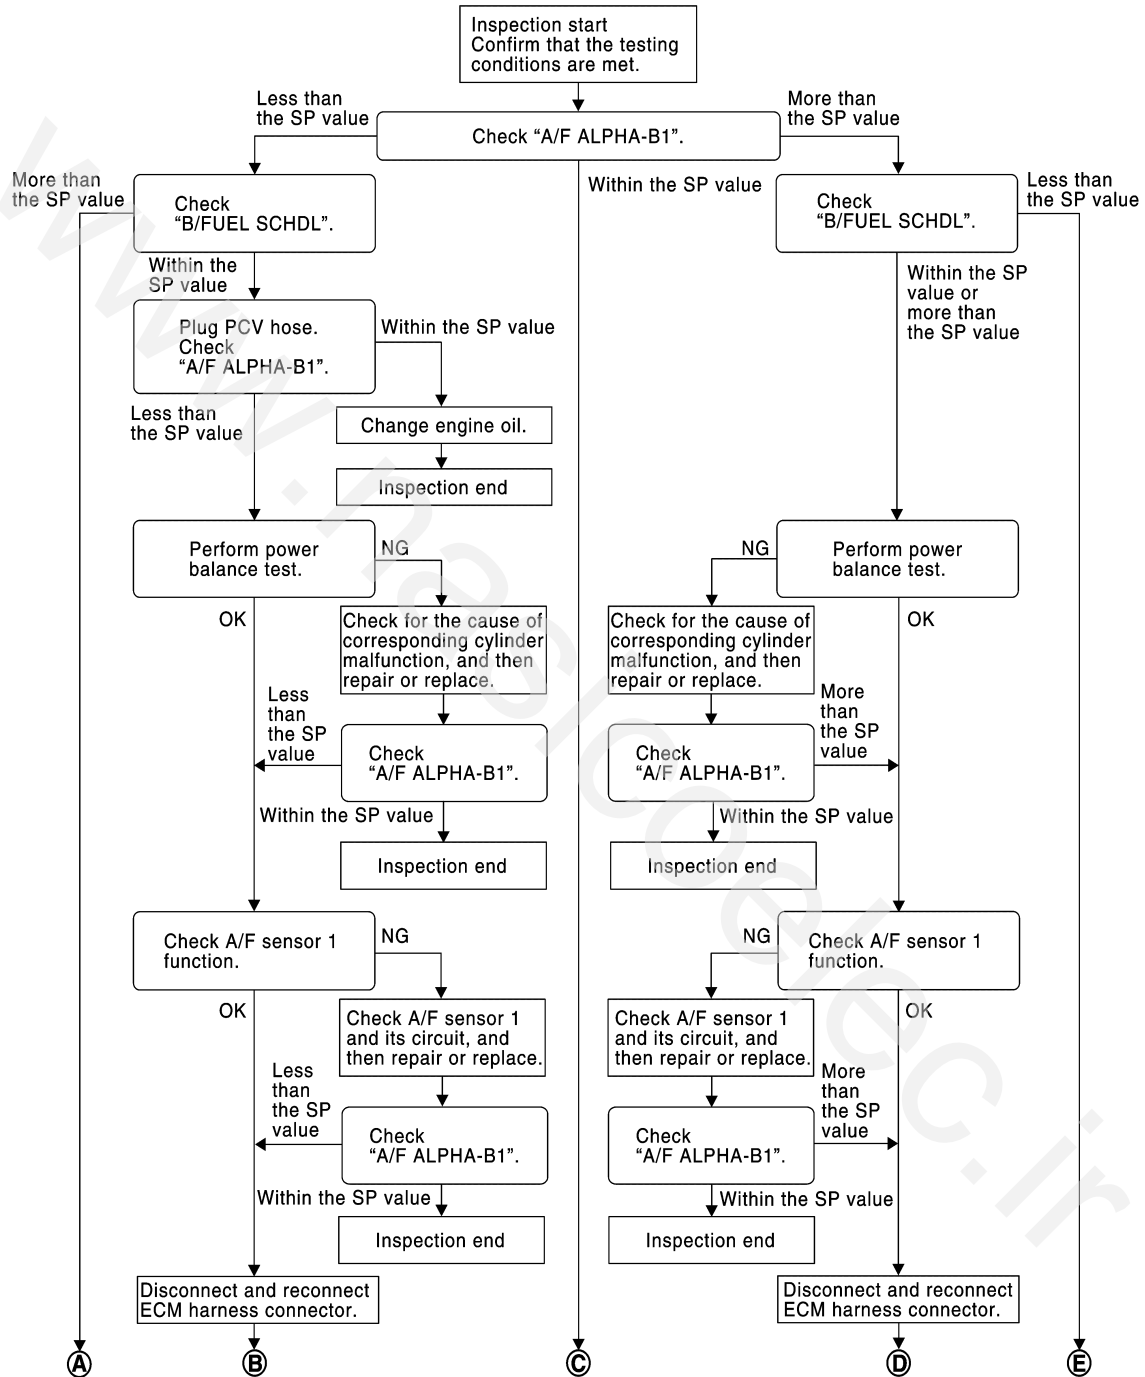 Inspection start
Confirm that the testing
conditions are met.
Less than
the SP value
More than
the SP value
Check “A/F ALPHA-B1”.
More than
the SP value
Check
“B/FUEL SCHDL”.
Within the SP value
Check
“B/FUEL SCHDL”.
Less than
the SP value
Within the
SP value
Within the SP
value or
more than
the SP value
Plug PCV hose.
Check
“A/F ALPHA-B1”.
Within the SP value
Less than
the SP value
Change engine oil.
Inspection end
Perform power
balance test.
NG
NG
Perform power
balance test.
OK
OK
Check for the cause of
corresponding cylinder
malfunction, and then
repair or replace.
Check for the cause of
corresponding cylinder
malfunction, and then
repair or replace.
Less
than
the SP
value
More
than
the SP
value
Check
“A/F ALPHA-B1”.
Check
“A/F ALPHA-B1”.
Within the SP value
Within the SP value
Inspection end
Inspection end
Check A/F sensor 1
function.
NG
NG
Check A/F sensor 1
function.
OK
OK
Check A/F sensor 1
and its circuit, and
then repair or replace.
Check A/F sensor 1
and its circuit, and
then repair or replace.
Less
than
the SP
value
More
than
the SP
value
Check
“A/F ALPHA-B1”.
Check
“A/F ALPHA-B1”.
Within the SP value
Within the SP value
Inspection end
Inspection end
Disconnect and reconnect
ECM harness connector.
Disconnect and reconnect
ECM harness connector.
A
B
C
D
E
www.nasicoelec.ir